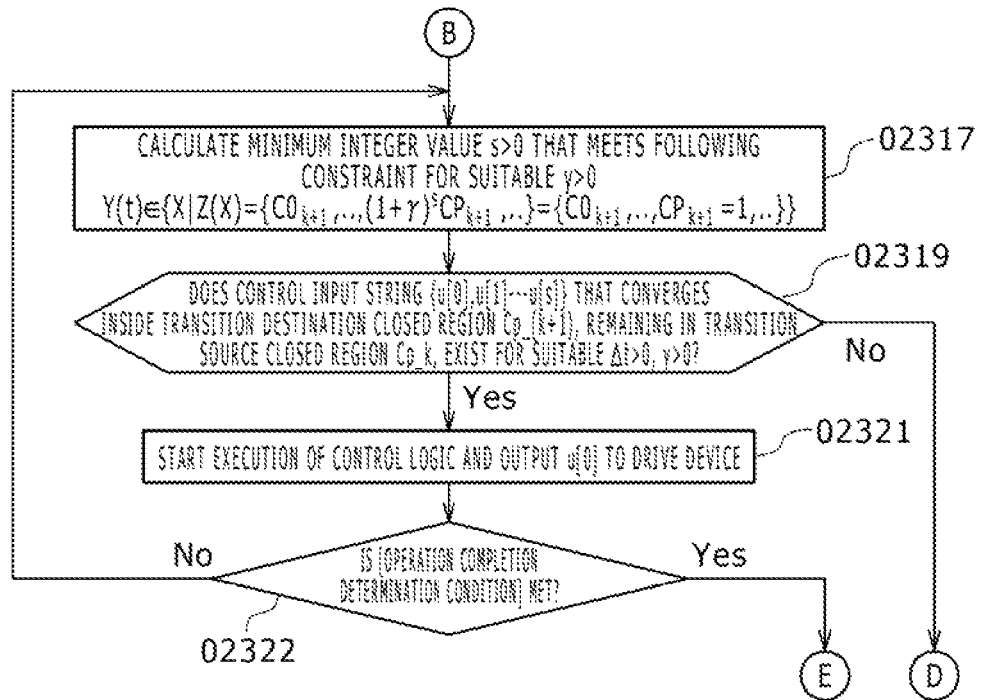 B
CALCULATE MINIMUM INTEGER VALUE s>0 THAT MEETS FOLLOWING
CONSTRAINT FOR SUITABLE γ>0
Y(t)∈{X|Z(X)={C0ₖ₊₁,..,(1+γ)ˢCPₖ₊₁,..}={C0ₖ₊₁,..,CPₖ₊₁=1,..}}
02317
02319
DOES CONTROL INPUT STRING {u[0],u[1]···u[s]} THAT CONVERGES
INSIDE TRANSITION DESTINATION CLOSED REGION Cp_(k+1), REMAINING IN TRANSITION
SOURCE CLOSED REGION Cp_k, EXIST FOR SUITABLE Δt>0, γ>0?
No
Yes
02321
START EXECUTION OF CONTROL LOGIC AND OUTPUT u[0] TO DRIVE DEVICE
No
Yes
IS [OPERATION COMPLETION
DETERMINATION CONDITION] MET?
02322
E
D